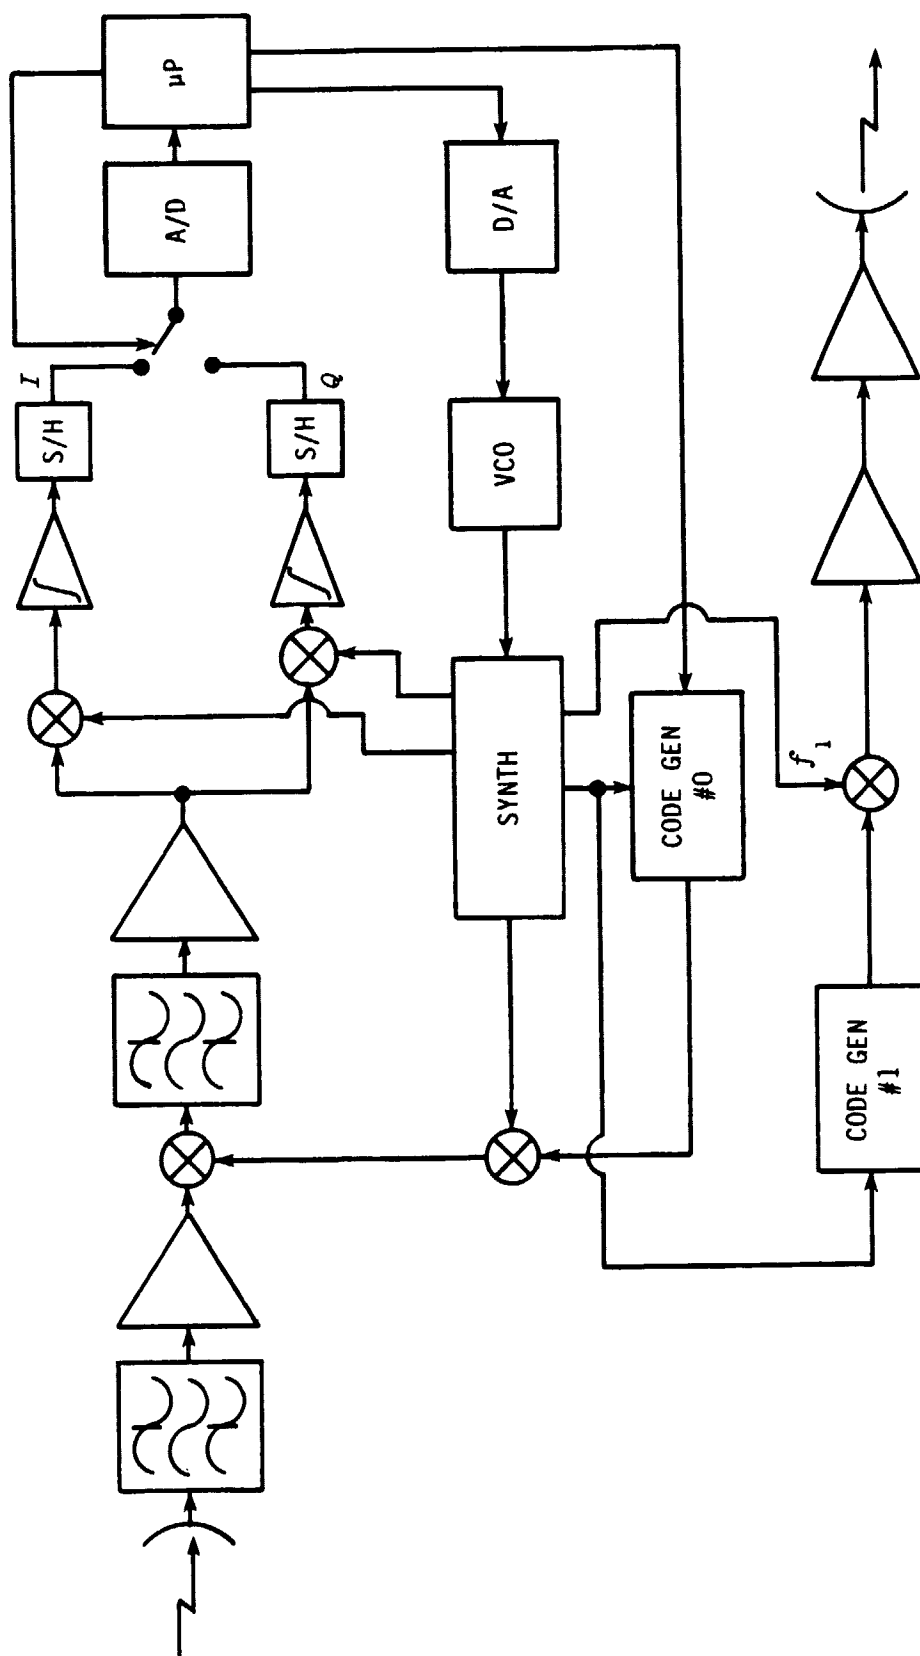 I
S/H
Q
S/H
A/D
µP
D/A
VCO
SYNTH
CODE GEN
#0
f1
CODE GEN
#1